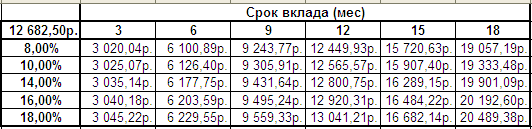 Срок вклада (мес)
12 682,50р. 3 6 9 12 15 18
8,00% 3 020,04р. 6 100,89р. 9 243,77р. 12 449,93р. 15 720,63р. 19 057,19р.
10,00% 3 025,07р. 6 126,40р. 9 305,91р. 12 565,57р. 15 907,40р. 19 333,48р.
14,00% 3 035,14р. 6 177,75р. 9 431,64р. 12 800,75р. 16 289,15р. 19 901,09р.
16,00% 3 040,18р. 6 203,59р. 9 495,24р. 12 920,31р. 16 484,22р. 20 192,60р.
18,00% 3 045,22р. 6 229,55р. 9 559,33р. 13 041,21р. 16 682,14р. 20 489,38р.